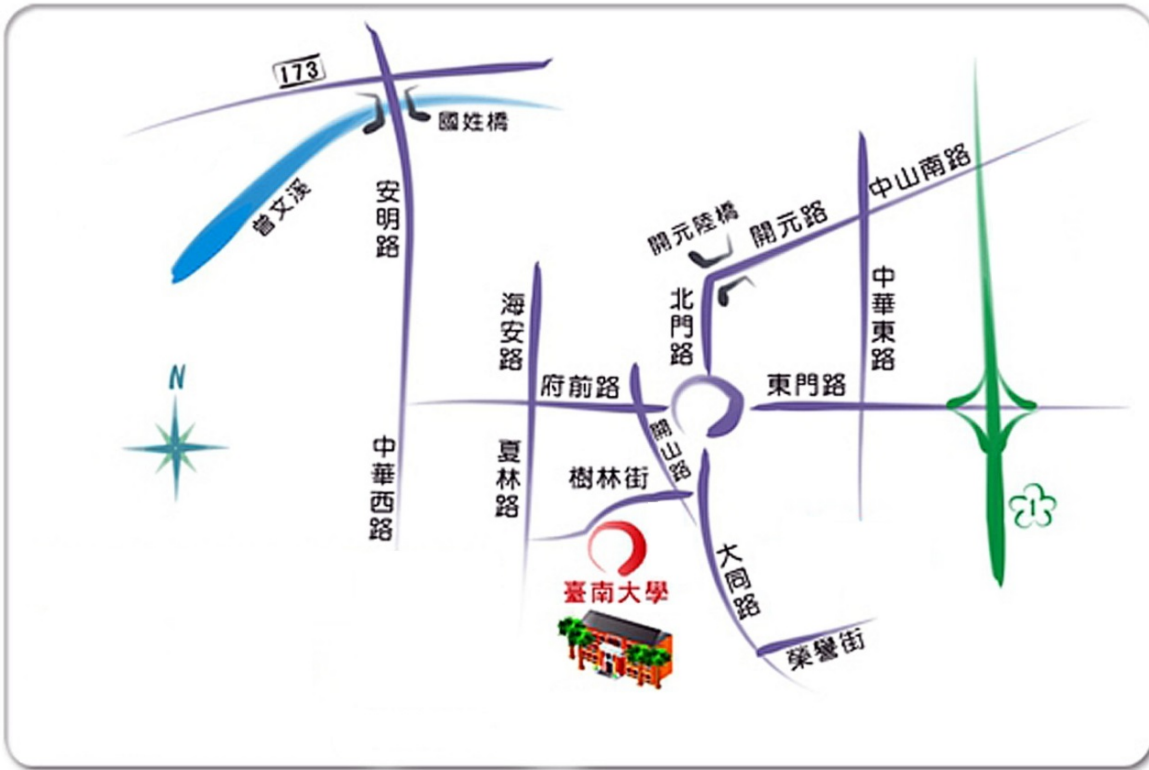 173
國姓橋
曾文溪
安明路
中山南路
開元路
開元陸橋
北門路
中華東路
海安路
府前路
東門路
N
開山路
夏林路
中華西路
樹林街
1
臺南大學
大同路
榮譽街